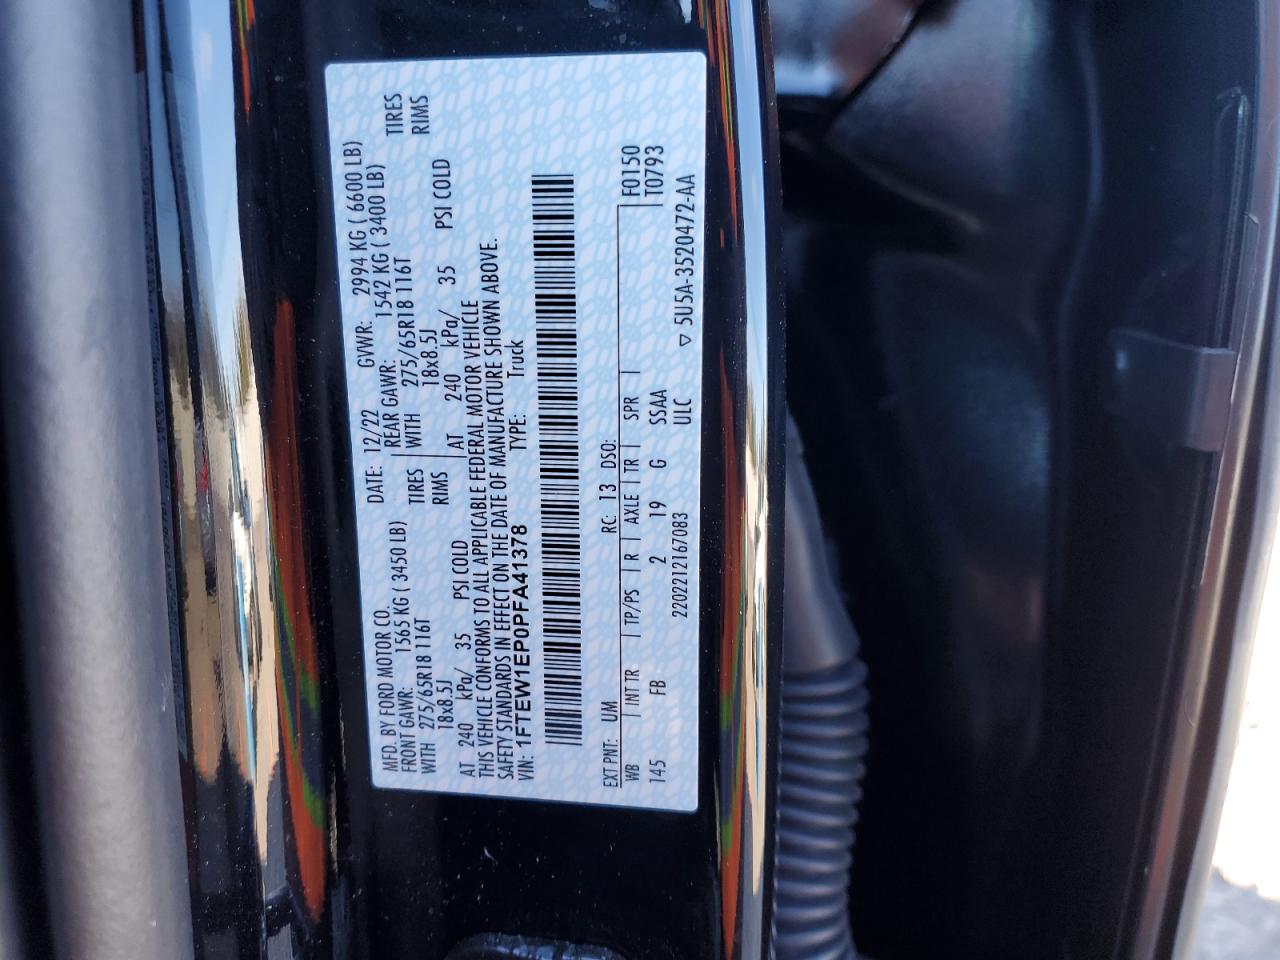 MFD. BY FORD MOTOR CO.
DATE: 12/22 GVWR: 2994 KG ( 6600 LB)
FRONT GAWR: 1565 KG ( 3450 LB)
REAR GAWR: 1542 KG ( 3400 LB)
WITH 275/65R18 116T TIRES
WITH 275/65R18 116T TIRES
18x8.5J RIMS
18x8.5J RIMS
AT 240 kPa/ 35 PSI COLD
AT 240 kPa/ 35 PSI COLD
THIS VEHICLE CONFORMS TO ALL APPLICABLE FEDERAL MOTOR VEHICLE
SAFETY STANDARDS IN EFFECT ON THE DATE OF MANUFACTURE SHOWN ABOVE.
VIN: 1FTEW1EP0PFA41378 TYPE: Truck
EXT PNT: UM RC: 13 DSO: F0150
WB | INT TR | TP/PS | R | AXLE | TR | SPR | T0793
145 FB 2 19 G SSAA
2202212167083 ULC ▽ 5U5A-3520472-AA